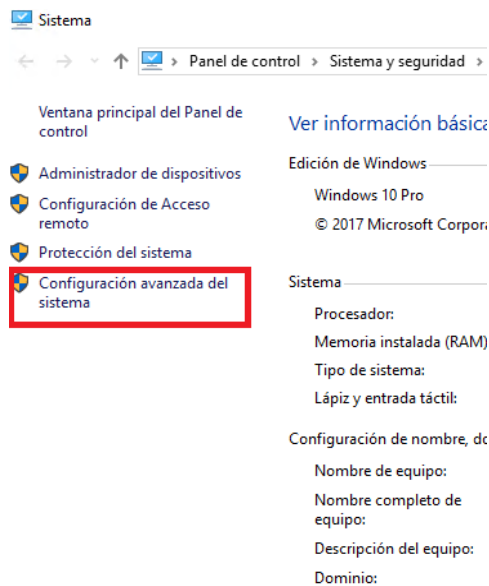 Sistema
Panel de control > Sistema y seguridad >
Ventana principal del Panel de
control
Administrador de dispositivos
Configuración de Acceso
remoto
Protección del sistema
Configuración avanzada del
sistema
Ver información básica
Edición de Windows
Windows 10 Pro
© 2017 Microsoft Corpora
Sistema
Procesador:
Memoria instalada (RAM)
Tipo de sistema:
Lápiz y entrada táctil:
Configuración de nombre, do
Nombre de equipo:
Nombre completo de
equipo:
Descripción del equipo:
Dominio: